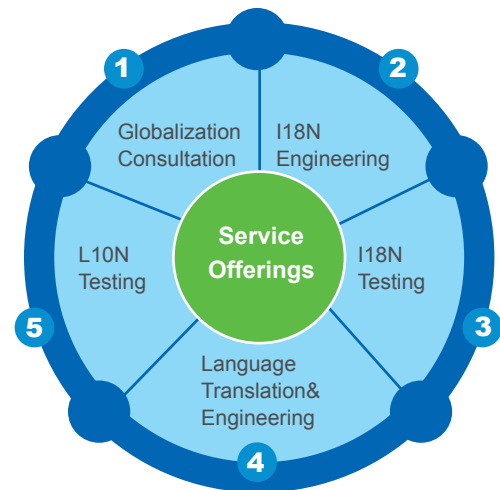 1
Globalization
Consultation
2
I18N
Engineering
Service
Offerings
I18N
Testing
3
Language
Translation&
Engineering
4
L10N
Testing
5